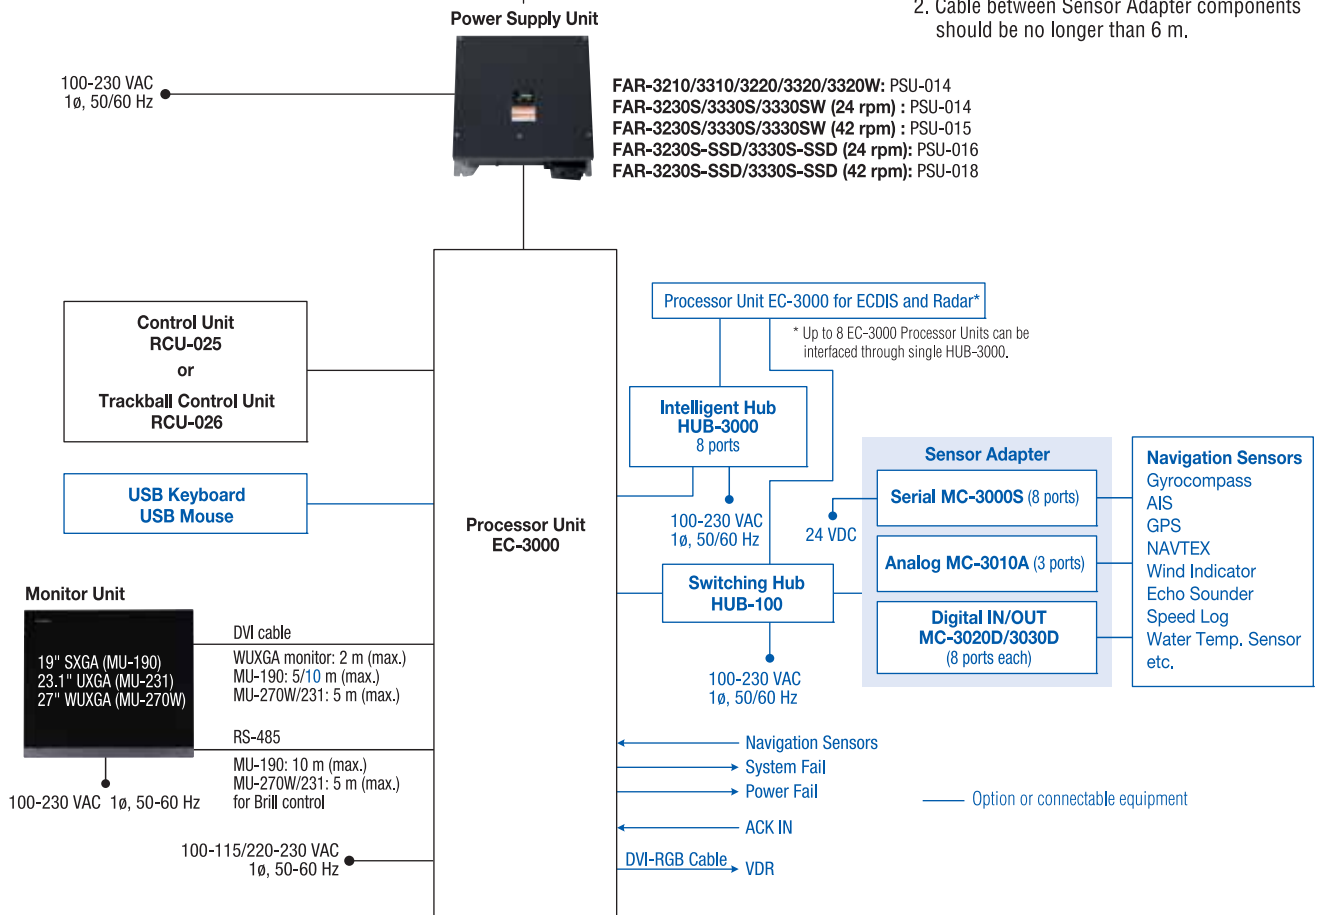 2. Cable between Sensor Adapter components
should be no longer than 6 m.
Power Supply Unit
100-230 VAC
1ø, 50/60 Hz
FAR-3210/3310/3220/3320/3320W: PSU-014
FAR-3230S/3330S/3330SW (24 rpm) : PSU-014
FAR-3230S/3330S/3330SW (42 rpm) : PSU-015
FAR-3230S-SSD/3330S-SSD (24 rpm): PSU-016
FAR-3230S-SSD/3330S-SSD (42 rpm): PSU-018
Control Unit
RCU-025
or
Trackball Control Unit
RCU-026
USB Keyboard
USB Mouse
Processor Unit
EC-3000
Processor Unit EC-3000 for ECDIS and Radar*
* Up to 8 EC-3000 Processor Units can be
interfaced through single HUB-3000.
Intelligent Hub
HUB-3000
8 ports
100-230 VAC
1ø, 50/60 Hz
24 VDC
Switching Hub
HUB-100
100-230 VAC
1ø, 50/60 Hz
Sensor Adapter
Serial MC-3000S (8 ports)
Analog MC-3010A (3 ports)
Digital IN/OUT
MC-3020D/3030D
(8 ports each)
Navigation Sensors
Gyrocompass
AIS
GPS
NAVTEX
Wind Indicator
Echo Sounder
Speed Log
Water Temp. Sensor
etc.
Monitor Unit
19" SXGA (MU-190)
23.1" UXGA (MU-231)
27" WUXGA (MU-270W)
DVI cable
WUXGA monitor: 2 m (max.)
MU-190: 5/10 m (max.)
MU-270W/231: 5 m (max.)
RS-485
MU-190: 10 m (max.)
MU-270W/231: 5 m (max.)
for Brill control
100-230 VAC 1ø, 50-60 Hz
100-115/220-230 VAC
1ø, 50-60 Hz
Navigation Sensors
System Fail
Power Fail
ACK IN
DVI-RGB Cable
VDR
Option or connectable equipment